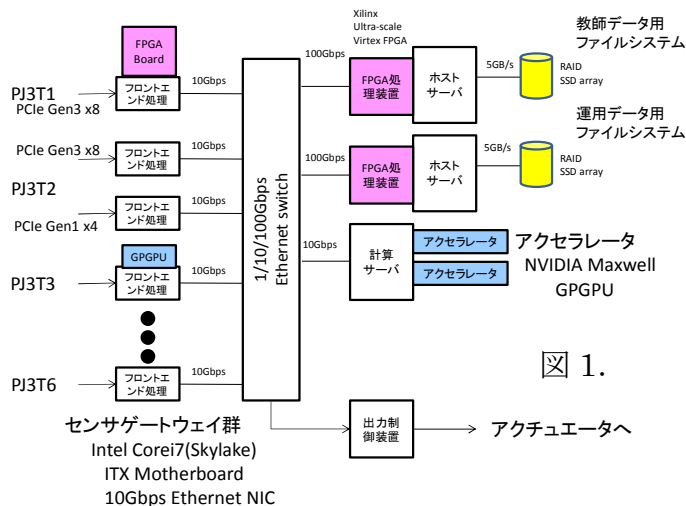 Xilinx
Ultra-scale
Virtex FPGA
教師データ用
ファイルシステム
FPGA
Board
100Gbps
5GB/s
FPGA処
理装置
ホスト
サーバ
RAID
SSD array
PJ3T1
PCIe Gen3 x8
フロントエ
ンド処理
10Gbps
運用データ用
ファイルシステム
PCIe Gen3 x8
フロントエ
ンド処理
10Gbps
100Gbps
FPGA処
理装置
ホスト
サーバ
5GB/s
RAID
SSD array
PJ3T2
PCIe Gen1 x4
フロントエ
ンド処理
10Gbps
1/10/100Gbps
Ethernet switch
10Gbps
計算
サーバ
アクセラレータ
アクセラレータ
アクセラレータ
NVIDIA Maxwell
GPGPU
GPGPU
PJ3T3
フロントエ
ンド処理
10Gbps
図 1.
PJ3T6
フロントエ
ンド処理
10Gbps
センサゲートウェイ群
Intel Corei7(Skylake)
ITX Motherboard
10Gbps Ethernet NIC
出力制
御装置
アクチュエータへ